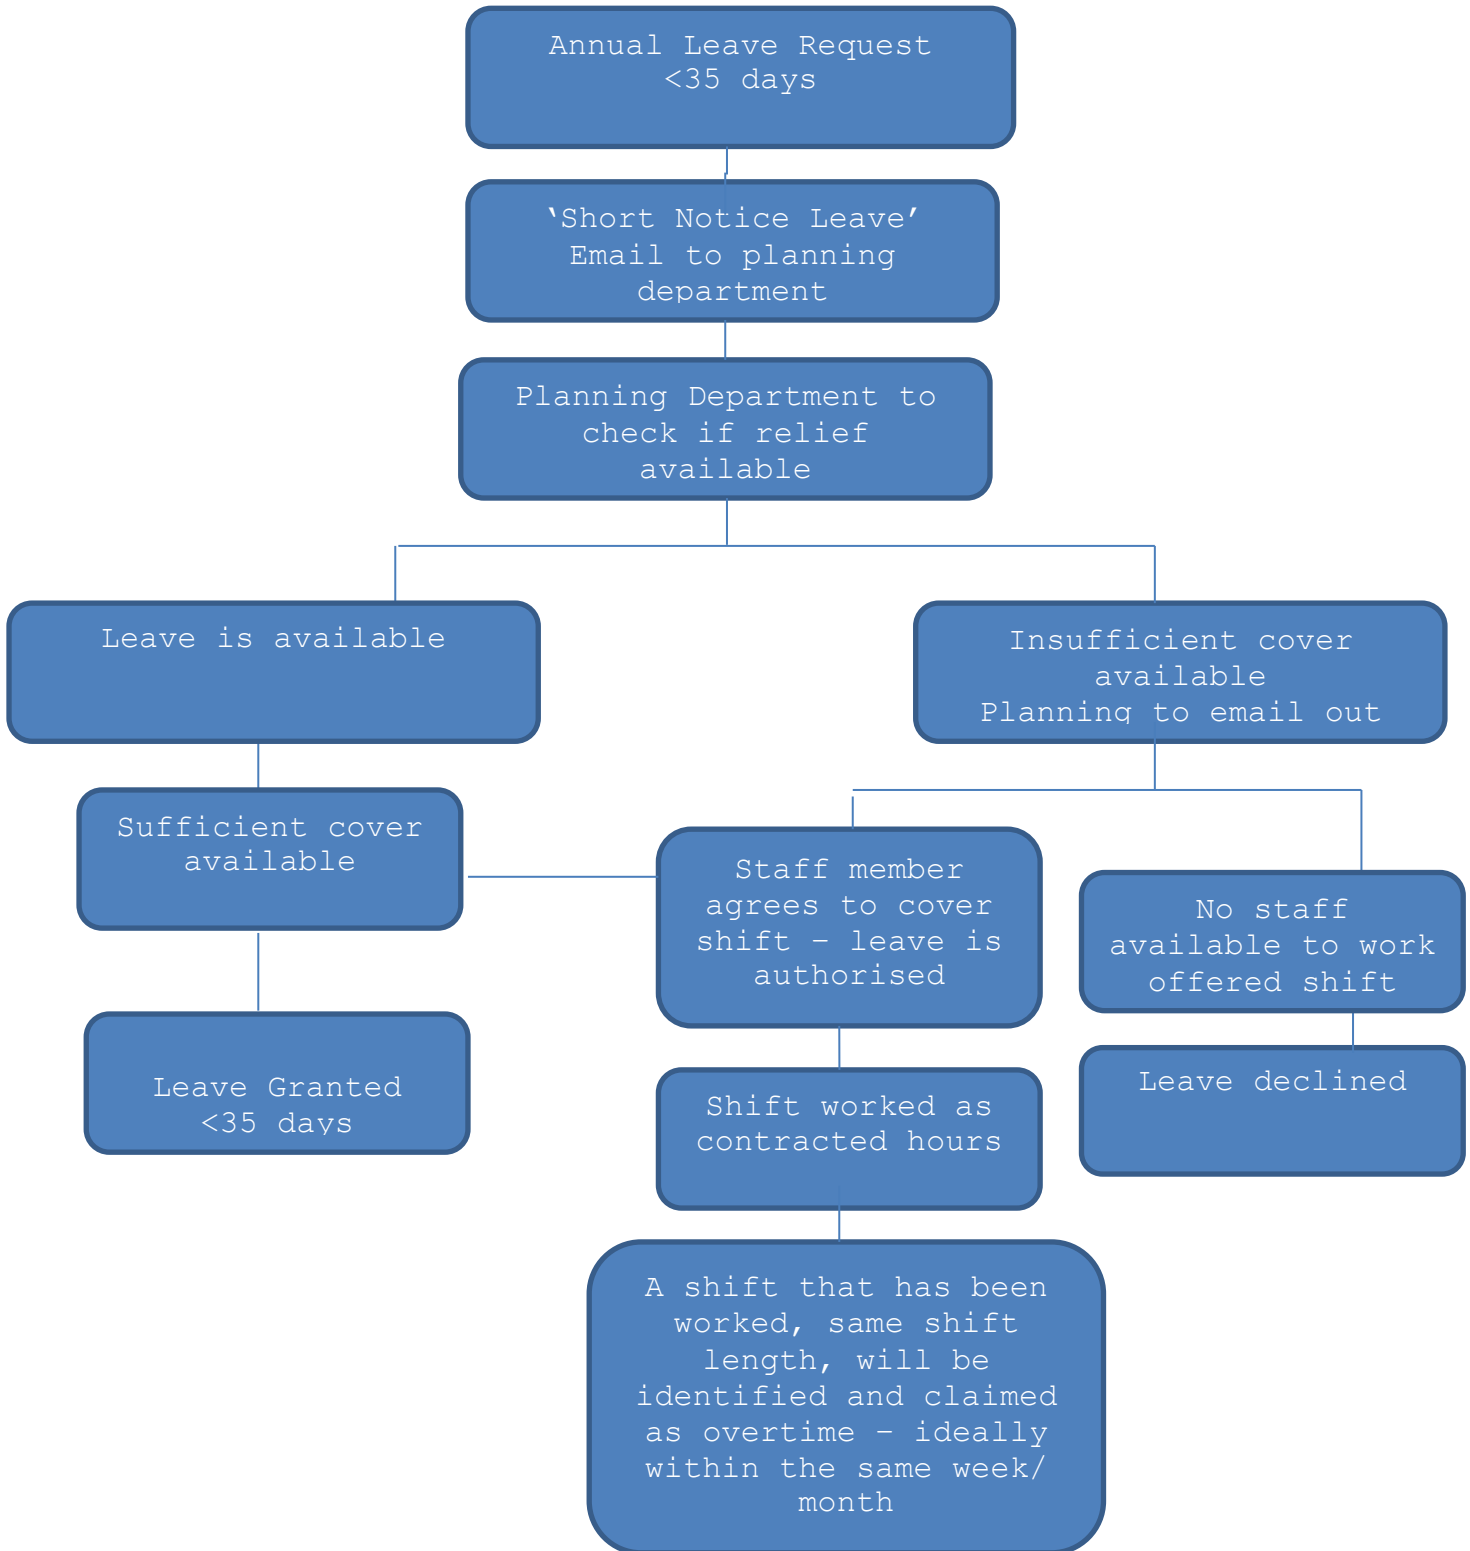 Annual Leave Request
<35 days
‘Short Notice Leave’
Email to planning
department
Planning Department to
check if relief
available
Leave is available
Insufficient cover
available
Planning to email out
Sufficient cover
available
Staff member
agrees to cover
shift – leave is
authorised
No staff
available to work
offered shift
Leave Granted
<35 days
Shift worked as
contracted hours
Leave declined
A shift that has been
worked, same shift
length, will be
identified and claimed
as overtime – ideally
within the same week/
month